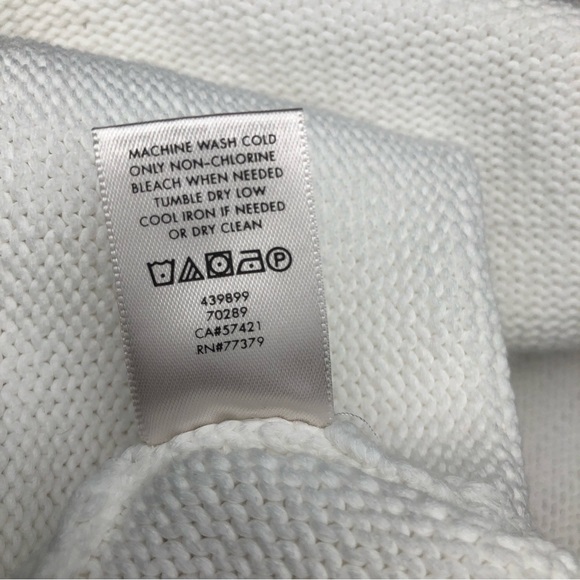 MACHINE WASH COLD
ONLY NON-CHLORINE
BLEACH WHEN NEEDED
TUMBLE DRY LOW
COOL IRON IF NEEDED
OR DRY CLEAN
P
439899
70289
CA#57421
RN#77379